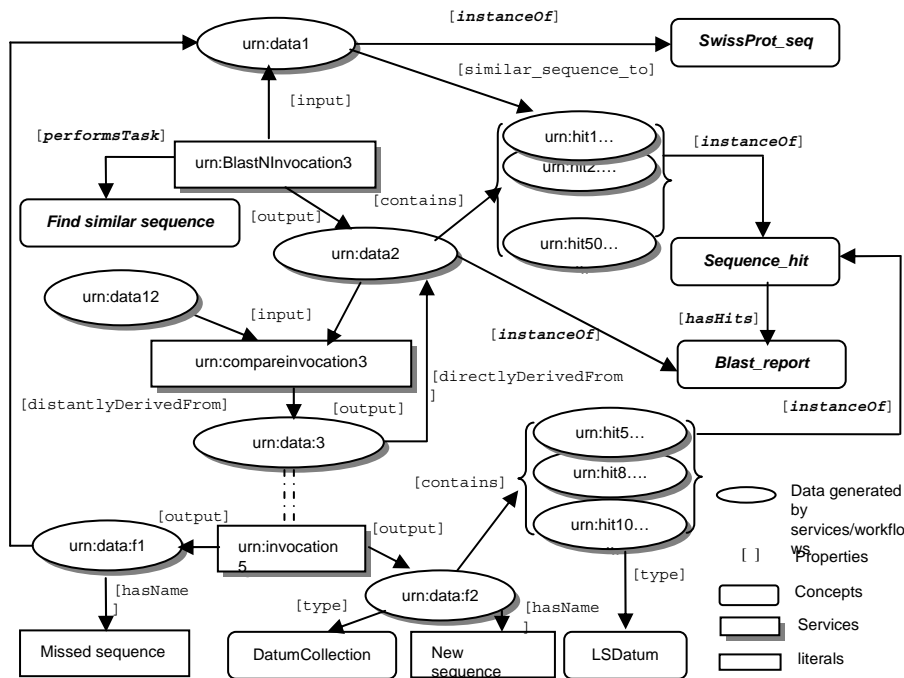 [instanceOf]
urn:data1
SwissProt_seq
[similar_sequence_to]
[input]
[performsTask]
urn:hit1...
[instanceOf]
urn:BlastNInvocation3
urn:hit2....
[contains]
[output]
Find similar sequence
urn:hit50...
urn:data2
Sequence_hit
urn:data12
[input]
[hasHits]
[instanceOf]
urn:compareinvocation3
Blast_report
[directlyDerivedFrom
]
[distantlyDerivedFrom]
[output]
[instanceOf]
urn:hit5...
urn:data:3
urn:hit8....
[contains]
Data generated
by
services/workflo
ws
[output]
[output]
urn:hit10...
urn:data:f1
urn:invocation
5
[ ]
Properties
[type]
[hasName
]
urn:data:f2
Concepts
[type]
[hasName
]
Services
Missed sequence
DatumCollection
New
sequence
LSDatum
literals